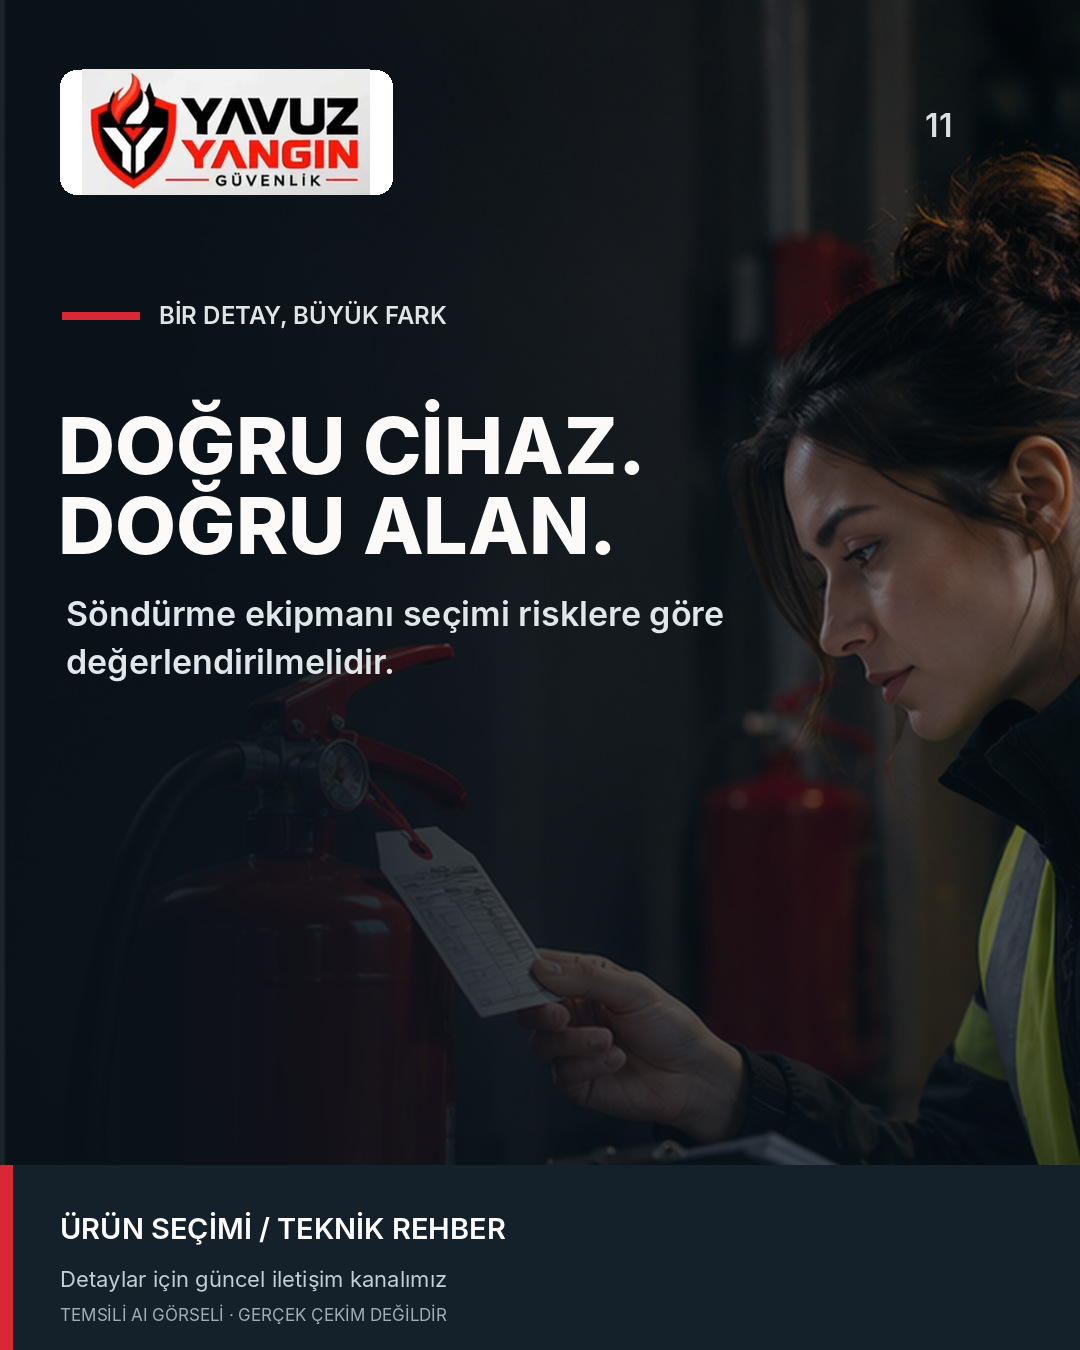 YAVUZ
YANGIN
GÜVENLİK
11
BİR DETAY, BÜYÜK FARK
DOĞRU CİHAZ.
DOĞRU ALAN.
Söndürme ekipmanı seçimi risklere göre
değerlendirilmelidir.
ÜRÜN SEÇİMİ / TEKNİK REHBER
Detaylar için güncel iletişim kanalımız
TEMSİLİ AI GÖRSELİ · GERÇEK ÇEKİM DEĞİLDİR